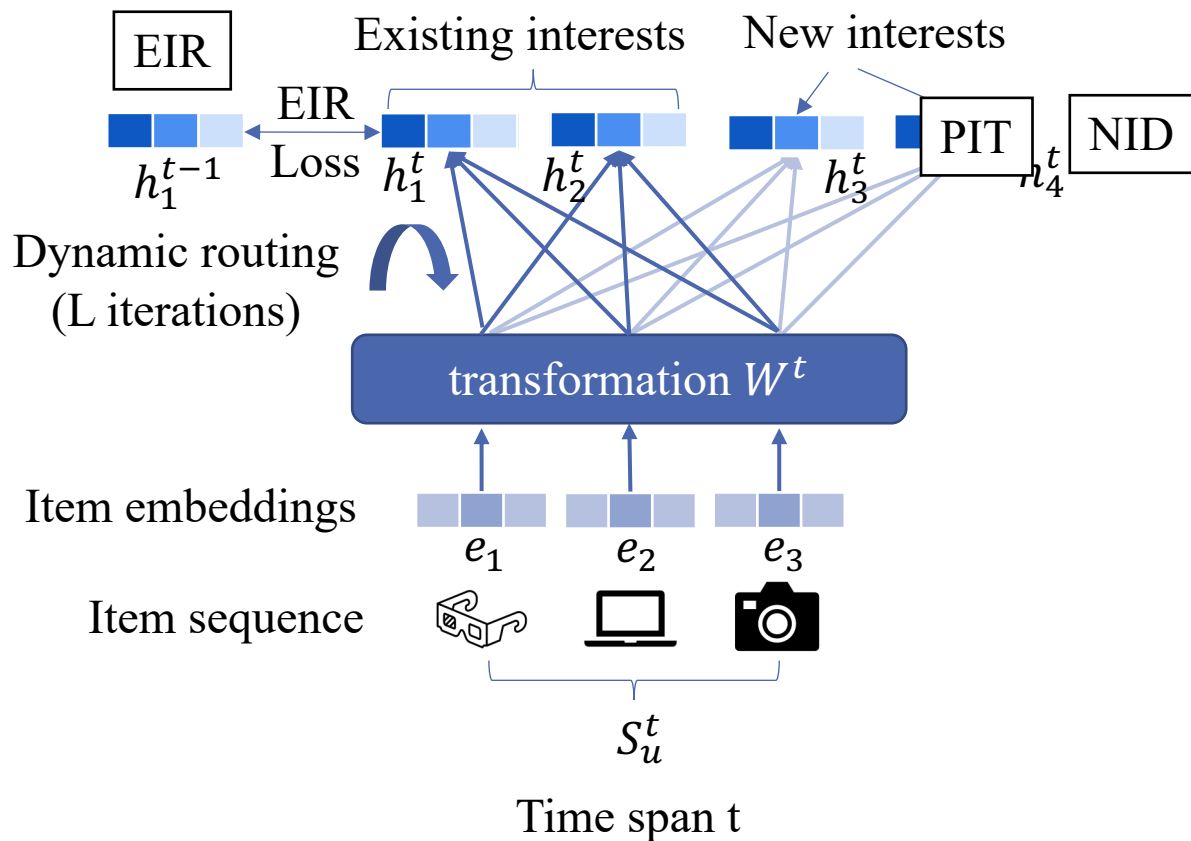 EIR
Existing interests
New interests
EIR
Loss
PIT
NID
h_1^{t-1}
h_1^t
h_2^t
h_3^t
h_4^t
Dynamic routing
(L iterations)
transformation W^t
Item embeddings
e_1
e_2
e_3
Item sequence
S_u^t
Time span t